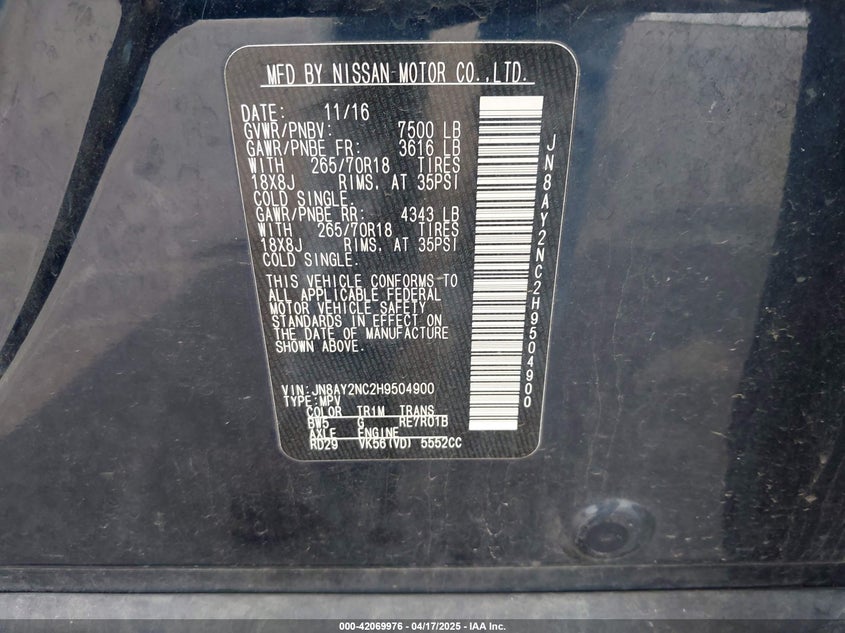 MFD BY NISSAN MOTOR CO.,LTD.
DATE: 11/16
GVWR/PNBV: 7500 LB
GAWR/PNBE FR: 3616 LB
WITH 265/70R18 TIRES
18X8J RIMS, AT 35PSI
COLD SINGLE.
GAWR/PNBE RR: 4343 LB
WITH 265/70R18 TIRES
18X8J RIMS, AT 35PSI
COLD SINGLE.
THIS VEHICLE CONFORMS TO
ALL APPLICABLE FEDERAL
MOTOR VEHICLE SAFETY
STANDARDS IN EFFECT ON
THE DATE OF MANUFACTURE
SHOWN ABOVE.
VIN:JN8AY2NC2H9504900
TYPE:MPV
COLOR TRIM TRANS
BW5 G RE7R01B
AXLE ENGINE
RD29 VK56(VD) 5552CC
JN8AY2NC2H9504900
000-42069976 - 04/17/2025 - IAA Inc.